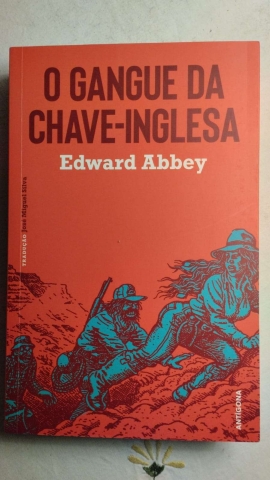 O GANGUE DA
CHAVE-INGLESA
Edward Abbey
TRADUÇÃO José Miguel Silva
ANTÍGONA